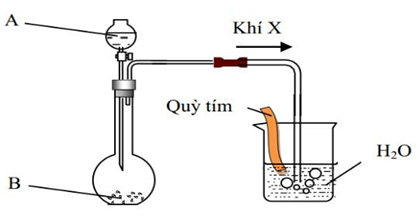 A
Khí X
Quỳ tím
H₂O
B